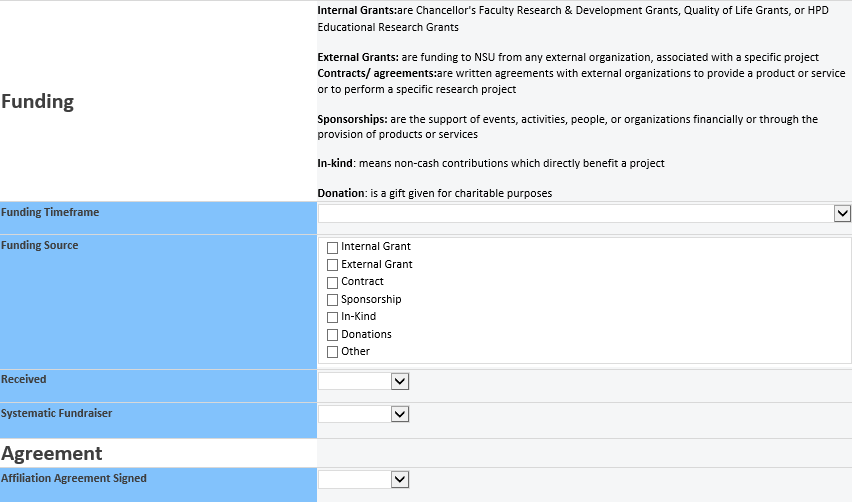 Internal Grants:are Chancellor's Faculty Research & Development Grants, Quality of Life Grants, or HPD
Educational Research Grants
External Grants: are funding to NSU from any external organization, associated with a specific project
Contracts/ agreements:are written agreements with external organizations to provide a product or service
or to perform a specific research project
Funding
Sponsorships: are the support of events, activities, people, or organizations financially or through the
provision of products or services
In-kind: means non-cash contributions which directly benefit a project
Donation: is a gift given for charitable purposes
Funding Timeframe
Funding Source
Internal Grant
External Grant
Contract
Sponsorship
In-Kind
Donations
Other
Received
Systematic Fundraiser
Agreement
Affiliation Agreement Signed